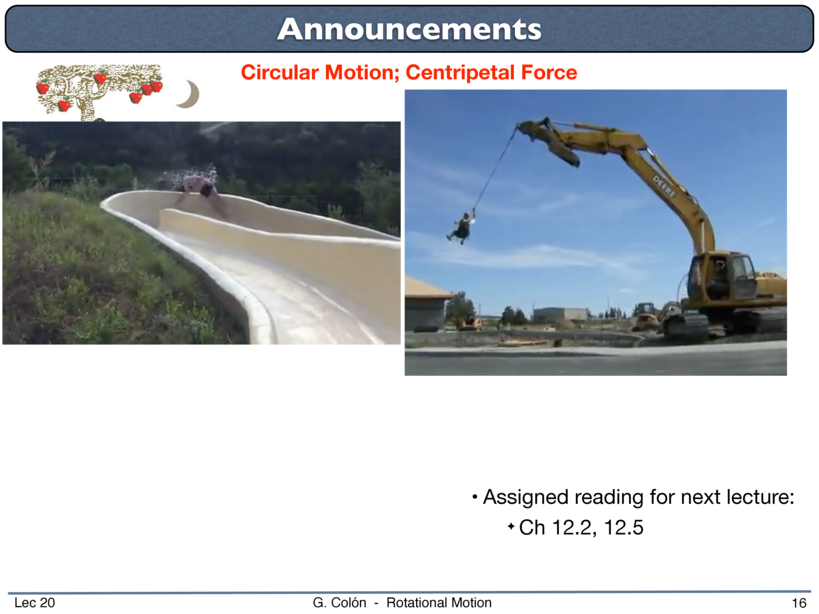 Announcements
Circular Motion; Centripetal Force
DEERE
• Assigned reading for next lecture:
✦ Ch 12.2, 12.5
Lec 20
G. Colón - Rotational Motion
16